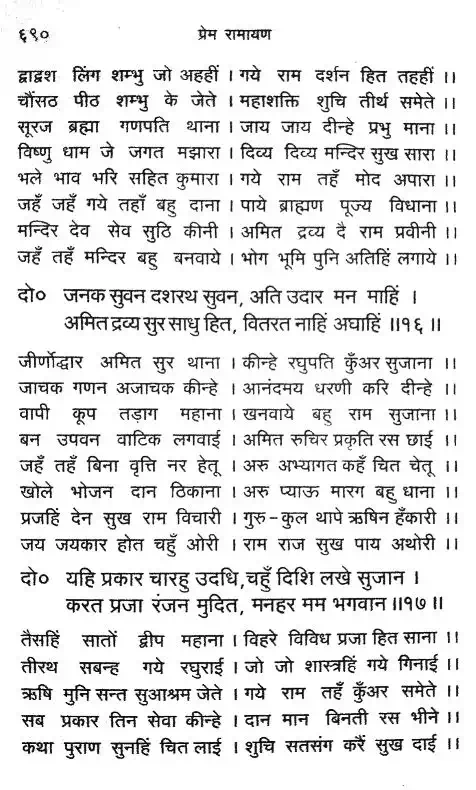 ६९० प्रेम रामायण
द्वादश लिंग शम्भु जो अहहीं । गये राम दर्शन हित तहहीं ।।
चौंसठ पीठ शम्भु के जेते । महाशक्ति शुचि तीर्थ समेते ।।
सूरज ब्रह्मा गणपति थाना । जाय जाय दीन्हे प्रभु माना ।।
विष्णु धाम जे जगत मझारा । दिव्य दिव्य मन्दिर सुख सारा ।।
भले भाव भरि सहित कुमारा । गये राम तहँ मोद अपारा ।।
जहँ जहँ गये तहाँ बहु दाना । पाये ब्राह्मण पूज्य विधाना ।।
मन्दिर देव सेव सुठि कीनी । अमित द्रव्य दै राम प्रवीनी ।।
जहँ तहँ मन्दिर बहु बनवाये । भोग भूमि पुनि अतिहिं लगाये ।।
दो० जनक सुवन दशरथ सुवन, अति उदार मन माहिं ।
अमित द्रव्य सुर साधु हित, वितरत नाहिं अघाहिं ।।१६।।
जीर्णोद्धार अमित सुर थाना । कीन्हे रघुपति कुँअर सुजाना ।।
जाचक गणन अजाचक कीन्हे । आनंदमय धरणी करि दीन्हे ।।
वापी कूप तड़ाग महाना । खनवाये बहु राम सुजाना ।।
बन उपवन वाटिक लगवाई । अमित रुचिर प्रकृति रस छाई ।।
जहँ तहँ बिना वृत्ति नर हेतू । अरु अभ्यागत कहँ चित चेतू ।।
खोले भोजन दान ठिकाना । अरु प्याऊ मारग बहु धाना ।।
प्रजहिं देन सुख राम विचारी । गुरु-कुल थापे ऋषिन हँकारी ।।
जय जयकार होत चहुँ ओरी । राम राज सुख पाय अथोरी ।।
दो० यहि प्रकार चारहु उदधि, चहुँ दिशि लखे सुजान ।
करत प्रजा रंजन मुदित, मनहर मम भगवान ।।१७।।
तैसहिं सातों द्वीप महाना । विहरे विविध प्रजा हित साना ।।
तीरथ सबन्ह गये रघुराई । जो जो शास्त्रहिं गये गिनाई ।।
ऋषि मुनि सन्त सुआश्रम जेते । गये राम तहँ कुँअर समेते ।।
सब प्रकार तिन सेवा कीन्हे । दान मान बिनती रस भीने ।।
कथा पुराण सुनहिं चित लाई । शुचि सतसंग करैं सुख दाई ।।